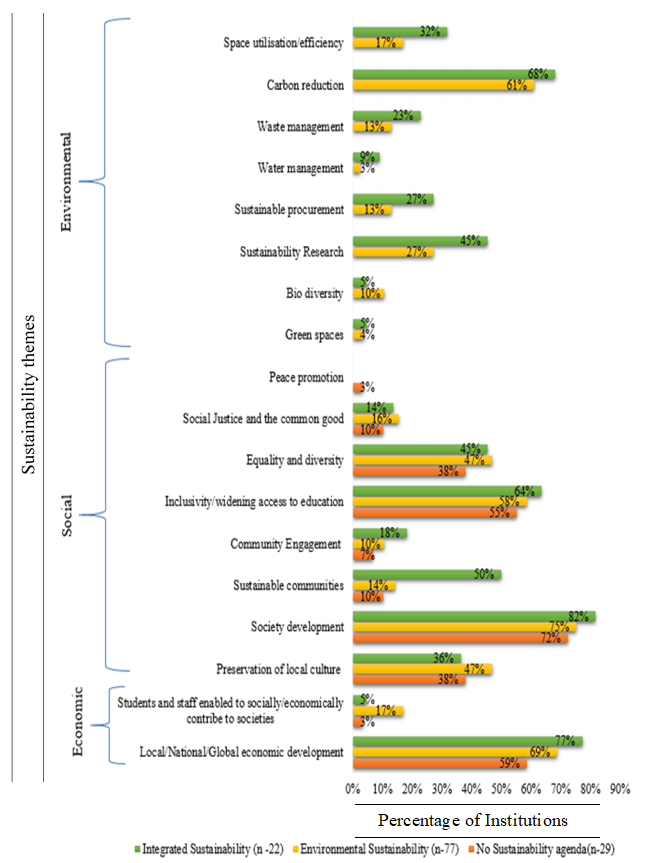 Sustainability themes
Environmental
Space utilisation/efficiency
32%
17%
Carbon reduction
68%
61%
Waste management
23%
13%
Water management
9%
3%
Sustainable procurement
27%
13%
Sustainability Research
45%
27%
Bio diversity
5%
10%
Green spaces
5%
4%
Social
Peace promotion
3%
Social Justice and the common good
14%
16%
10%
Equality and diversity
45%
47%
38%
Inclusivity/widening access to education
64%
58%
55%
Community Engagement
18%
10%
7%
Sustainable communities
50%
14%
10%
Society development
82%
75%
72%
Preservation of local culture
36%
47%
38%
Economic
Students and staff enabled to socially/economically
contribe to societies
5%
17%
3%
Local/National/Global economic development
77%
69%
59%
0% 10% 20% 30% 40% 50% 60% 70% 80% 90%
Percentage of Institutions
Integrated Sustainability (n -22) Environmental Sustainability (n-77) No Sustainability agenda(n-29)